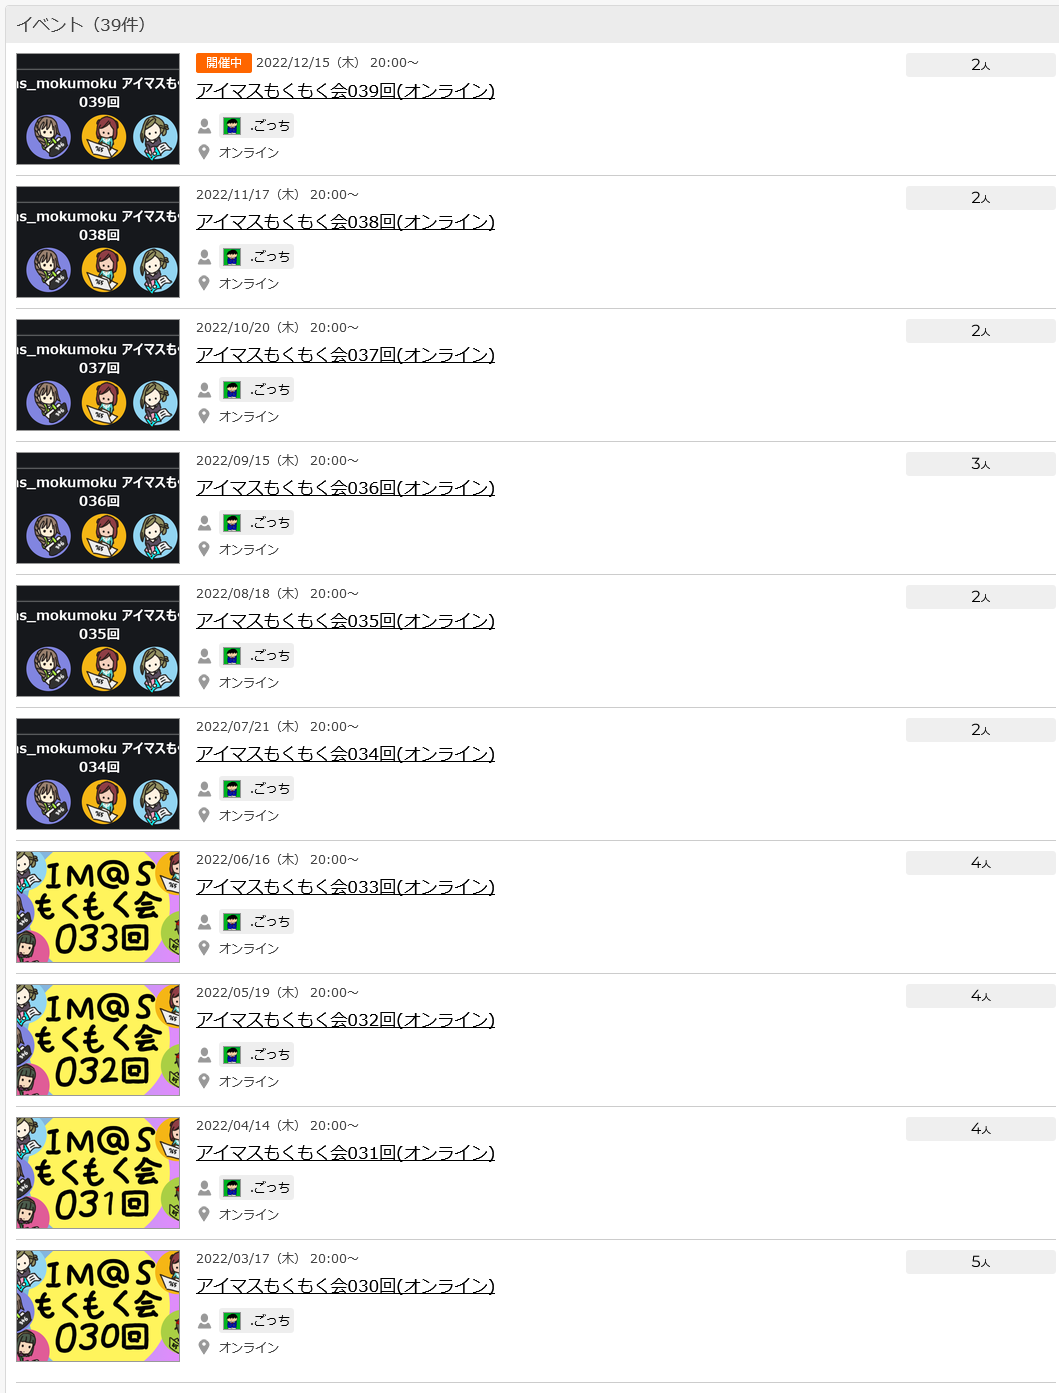 イベント（39件）
ns_mokumoku アイマスも
039回
開催中 2022/12/15（木） 20:00～
アイマスもくもく会039回(オンライン)
.ごっち
オンライン
2人
ns_mokumoku アイマスも
038回
2022/11/17（木） 20:00～
アイマスもくもく会038回(オンライン)
.ごっち
オンライン
2人
ns_mokumoku アイマスも
037回
2022/10/20（木） 20:00～
アイマスもくもく会037回(オンライン)
.ごっち
オンライン
2人
ns_mokumoku アイマスも
036回
2022/09/15（木） 20:00～
アイマスもくもく会036回(オンライン)
.ごっち
オンライン
3人
ns_mokumoku アイマスも
035回
2022/08/18（木） 20:00～
アイマスもくもく会035回(オンライン)
.ごっち
オンライン
2人
ns_mokumoku アイマスも
034回
2022/07/21（木） 20:00～
アイマスもくもく会034回(オンライン)
.ごっち
オンライン
2人
IM@S
もくもく会
033回
2022/06/16（木） 20:00～
アイマスもくもく会033回(オンライン)
.ごっち
オンライン
4人
IM@S
もくもく会
032回
2022/05/19（木） 20:00～
アイマスもくもく会032回(オンライン)
.ごっち
オンライン
4人
IM@S
もくもく会
031回
2022/04/14（木） 20:00～
アイマスもくもく会031回(オンライン)
.ごっち
オンライン
4人
IM@S
もくもく会
030回
2022/03/17（木） 20:00～
アイマスもくもく会030回(オンライン)
.ごっち
オンライン
5人